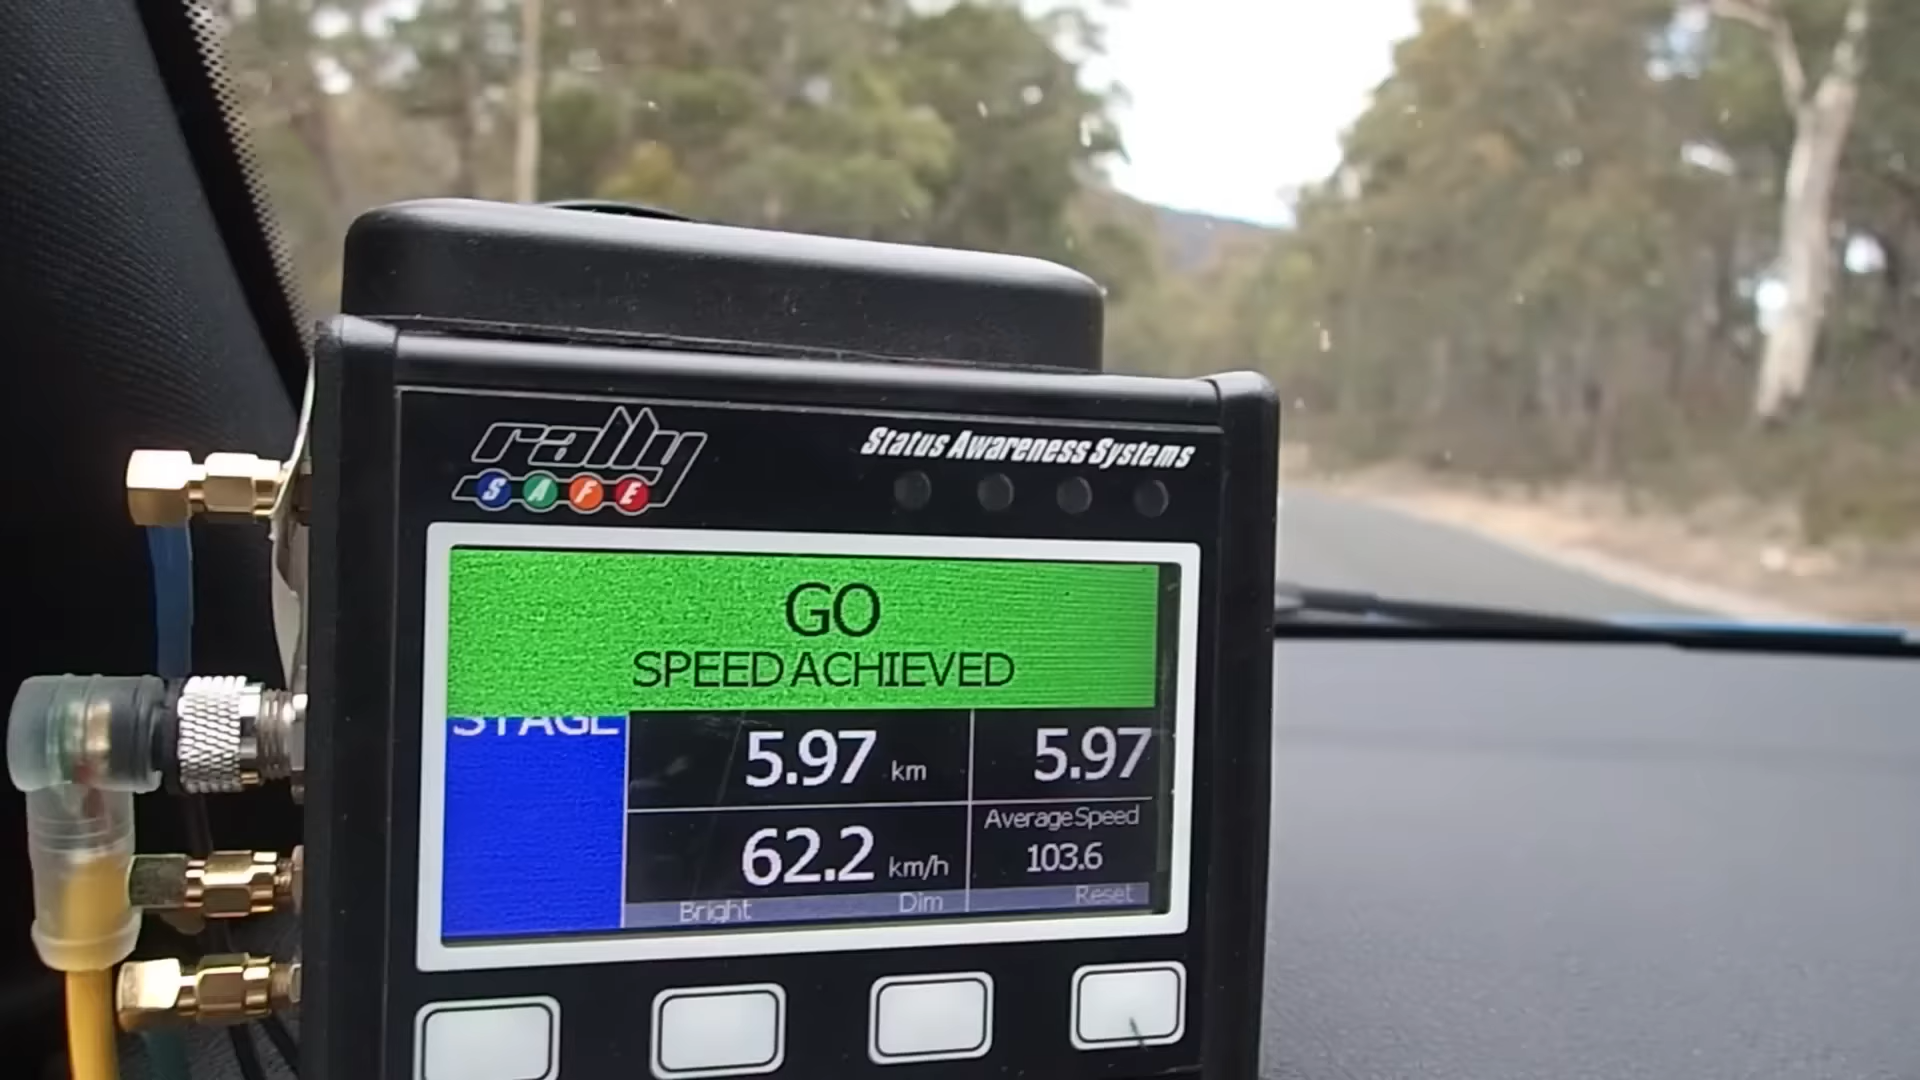 rally
SAFE
Status Awareness Systems
GO
SPEED ACHIEVED
STAGE
5.97 km
5.97
62.2 km/h
Average Speed
103.6
Bright Dim Reset